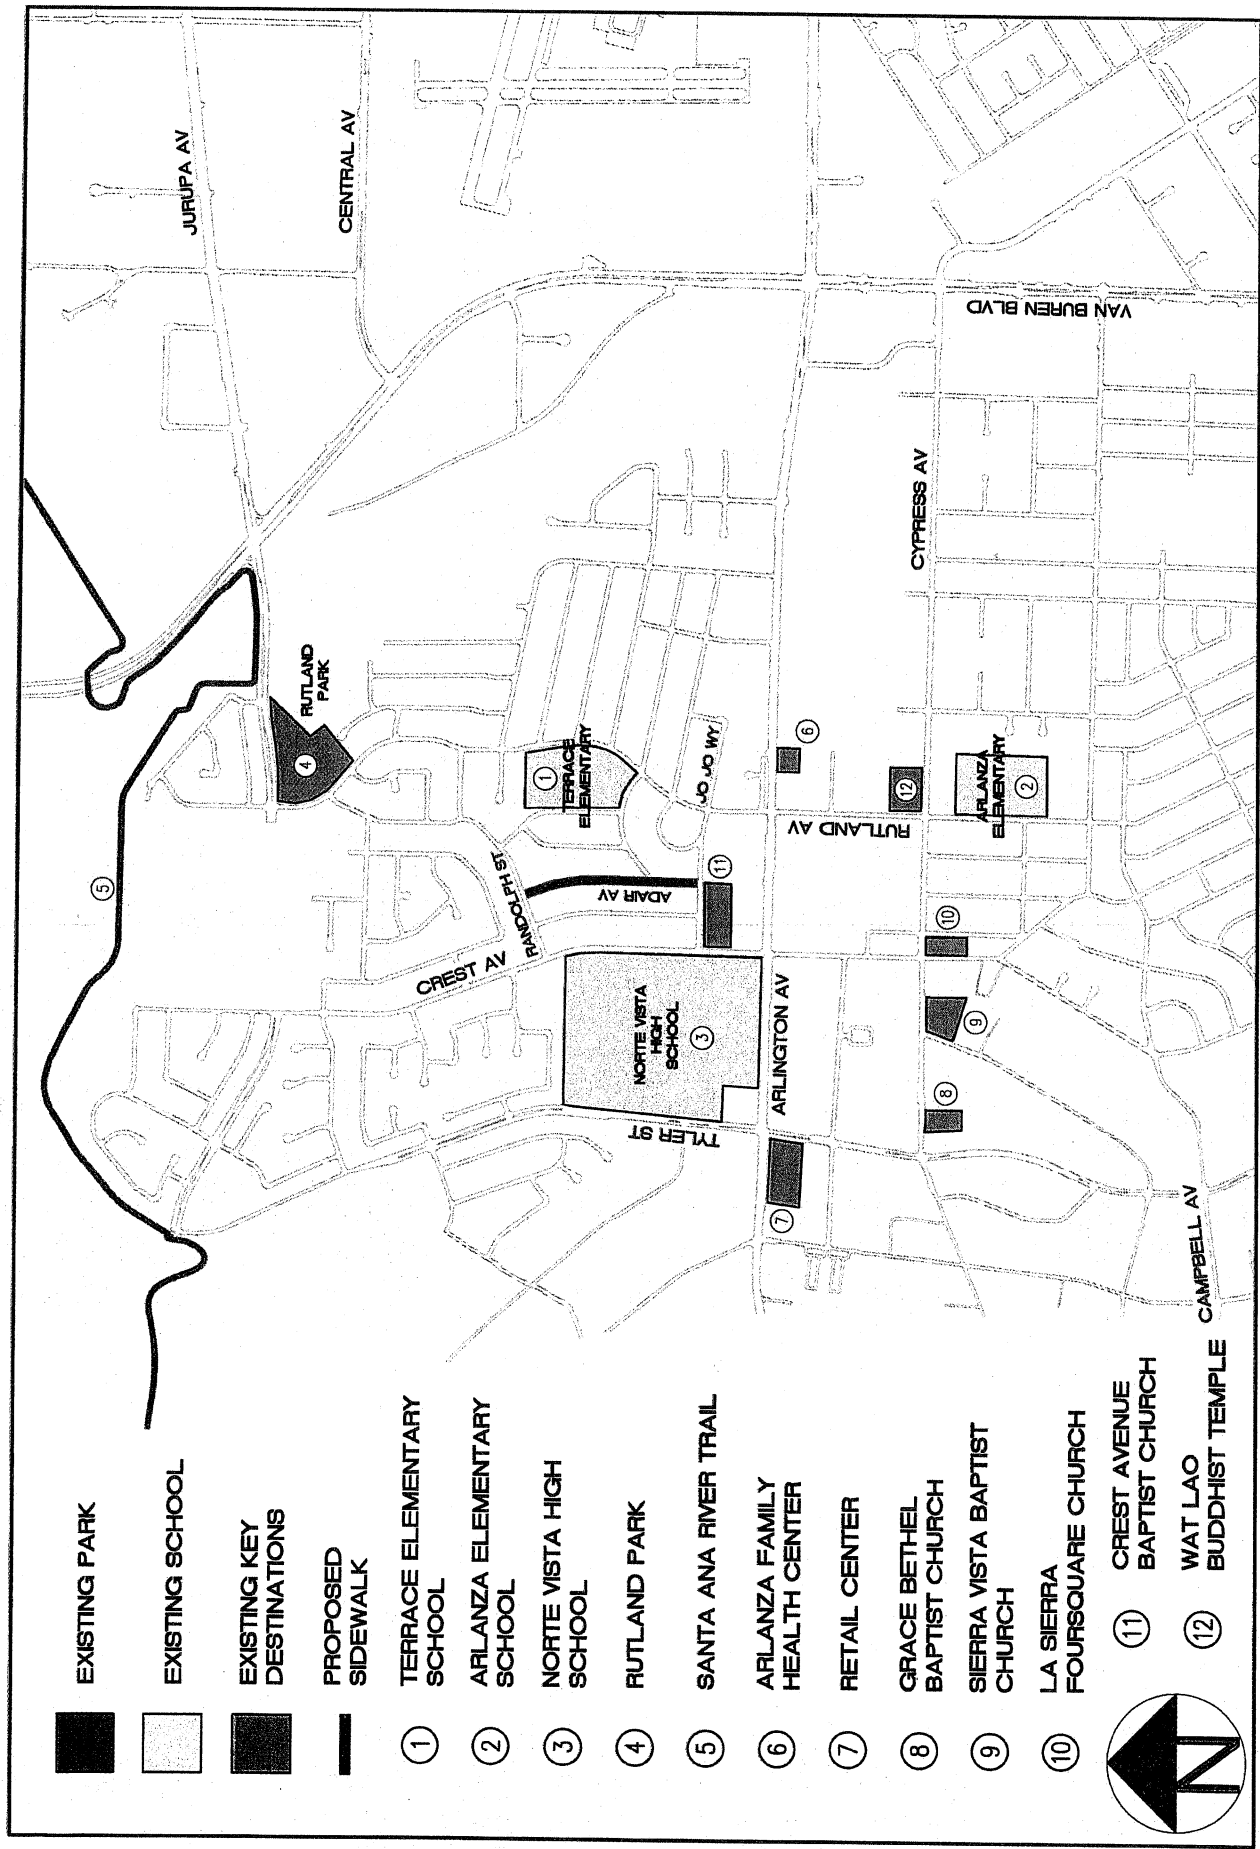 EXISTING PARK
EXISTING SCHOOL
EXISTING KEY
DESTINATIONS
PROPOSED
SIDEWALK
1 TERRACE ELEMENTARY
SCHOOL
2 ARLANZA ELEMENTARY
SCHOOL
3 NORTE VISTA HIGH
SCHOOL
4 RUTLAND PARK
5 SANTA ANA RIVER TRAIL
6 ARLANZA FAMILY
HEALTH CENTER
7 RETAIL CENTER
8 GRACE BETHEL
BAPTIST CHURCH
9 SIERRA VISTA BAPTIST
CHURCH
10 LA SIERRA
FOURSQUARE CHURCH
11 CREST AVENUE
BAPTIST CHURCH
12 WAT LAO
BUDDHIST TEMPLE
N
JURUPA AV
CENTRAL AV
5
4
RUTLAND
PARK
CREST AV
RANDOLPH ST
1
TERRACE
ELEMENTARY
ADAIR AV
JO JO WY
11
NORTE VISTA
HIGH
SCHOOL
3
TYLER ST
ARLINGTON AV
6
7
RUTLAND AV
12
CYPRESS AV
VAN BUREN BLVD
ARLANZA
ELEMENTARY
2
10
9
8
CAMPBELL AV